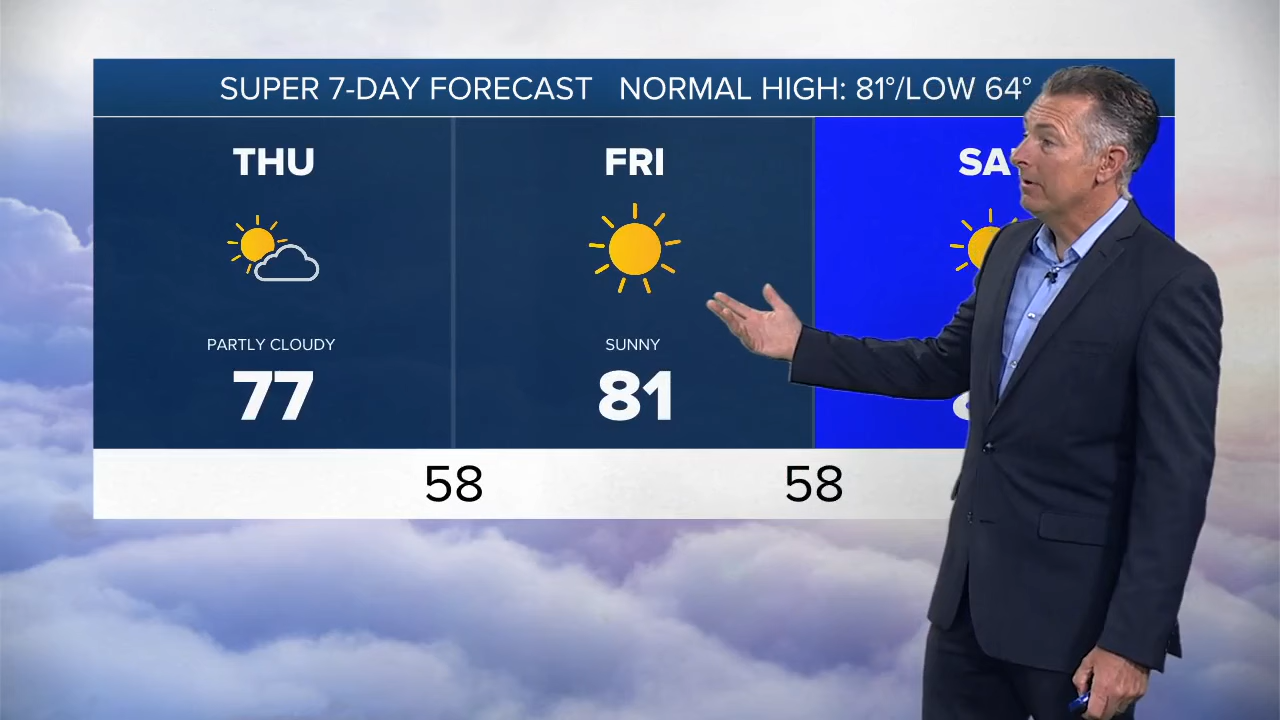 SUPER 7-DAY FORECAST NORMAL HIGH: 81°/LOW 64°
THU
FRI
PARTLY CLOUDY
SUNNY
77
81
58
58